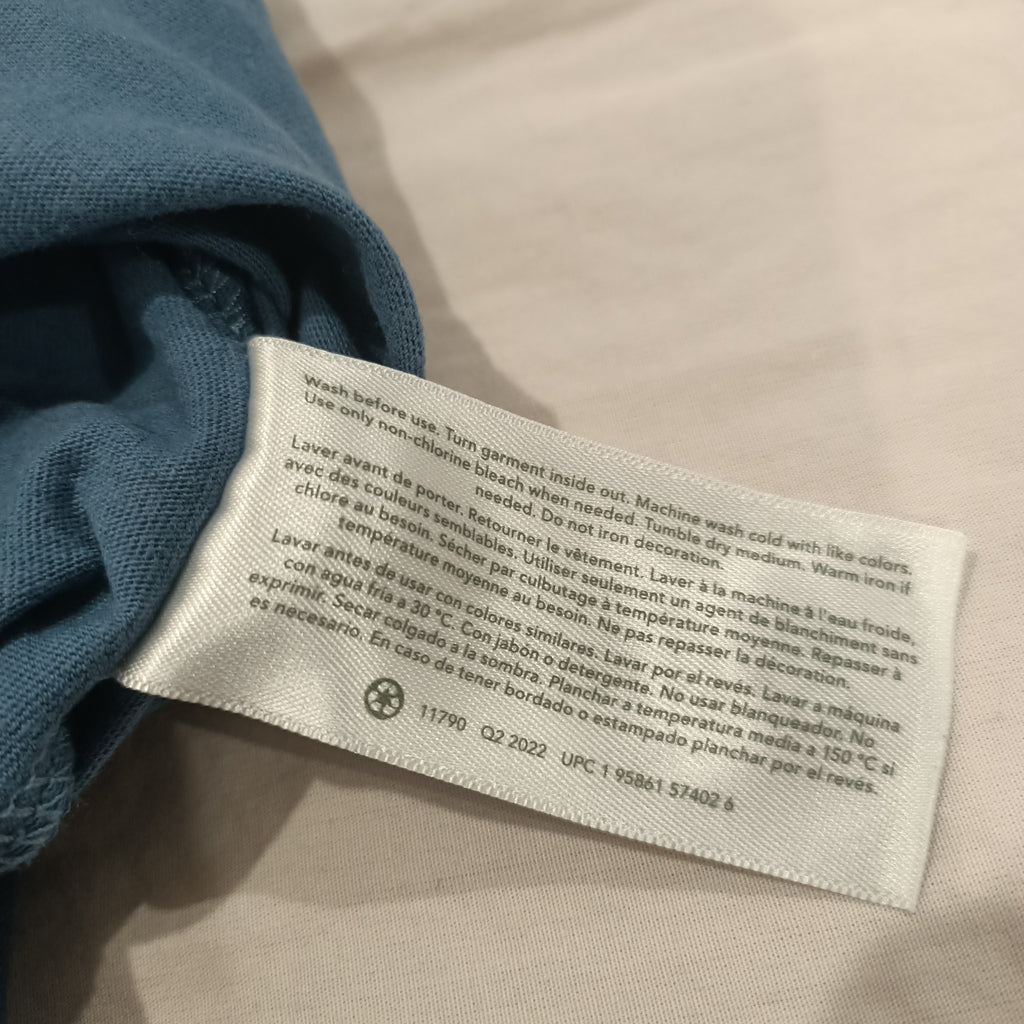 Wash before use. Turn garment inside out. Machine wash cold with like colors.
Use only non-chlorine bleach when needed. Tumble dry medium. Warm iron if
needed. Do not iron decoration.
Laver avant de porter. Retourner le vêtement. Laver à la machine à l'eau froide,
avec des couleurs semblables. Utiliser seulement un agent de blanchiment sans
chlore au besoin. Sécher par culbutage à température moyenne. Repasser à
température moyenne au besoin. Ne pas repasser la décoration.
Lavar antes de usar con colores similares. Lavar por el revés. Lavar a máquina
con agua fría a 30 °C. Con jabón o detergente. No usar blanqueador. No
exprimir. Secar colgado a la sombra. Planchar a temperatura media a 150 °C si
es necesario. En caso de tener bordado o estampado planchar por el revés.
11790 Q2 2022 UPC 1 95861 57402 6